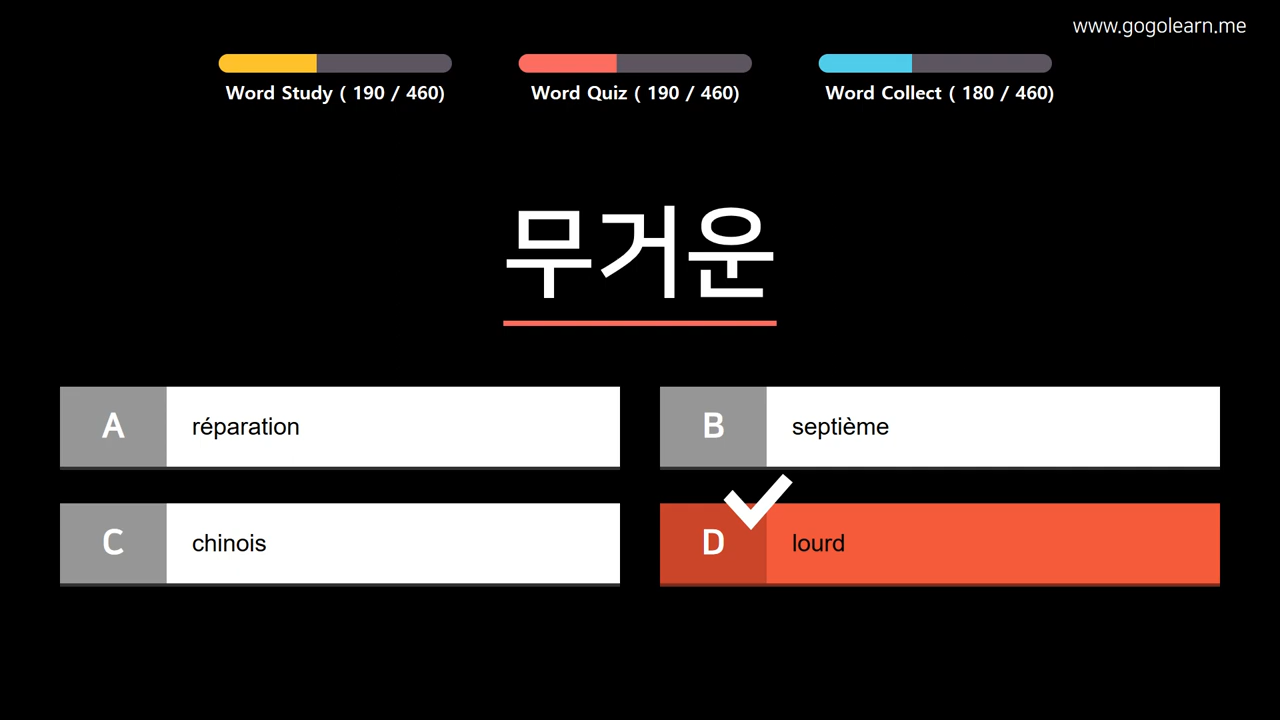 www.gogolearn.me
Word Study ( 190 / 460)
Word Quiz ( 190 / 460)
Word Collect ( 180 / 460)
무거운
A réparation
B septième
C chinois
D lourd